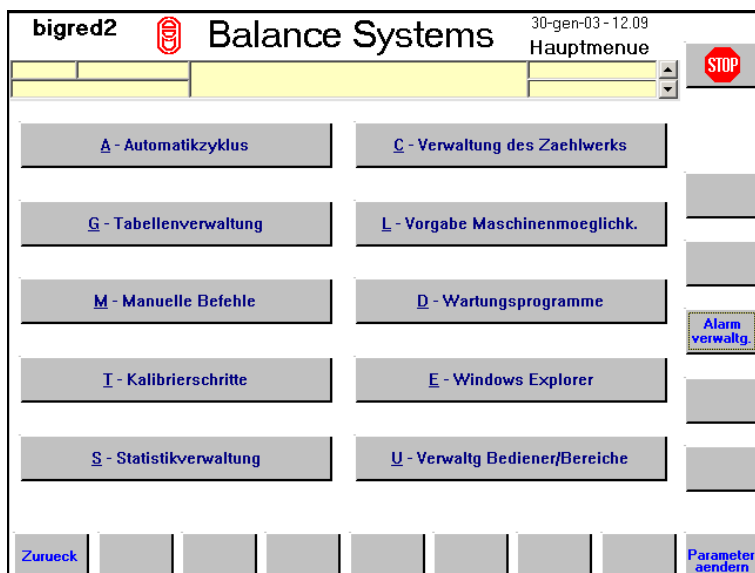 bigred2
Balance Systems
30-gen-03 - 12.09
Hauptmenue
STOP
A - Automatikzyklus
C - Verwaltung des Zaehlwerks
G - Tabellenverwaltung
L - Vorgabe Maschinenmoeglichk.
M - Manuelle Befehle
D - Wartungsprogramme
Alarm
verwaltg.
T - Kalibrierschritte
E - Windows Explorer
S - Statistikverwaltung
U - Verwaltg Bediener/Bereiche
Zurueck
Parameter
aendern